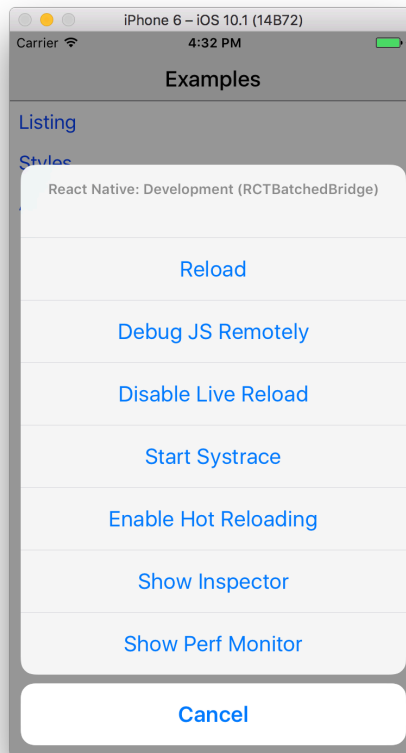 iPhone 6 – iOS 10.1 (14B72)
Carrier 4:32 PM
Examples
Listing
Styles
React Native: Development (RCTBatchedBridge)
Reload
Debug JS Remotely
Disable Live Reload
Start Systrace
Enable Hot Reloading
Show Inspector
Show Perf Monitor
Cancel